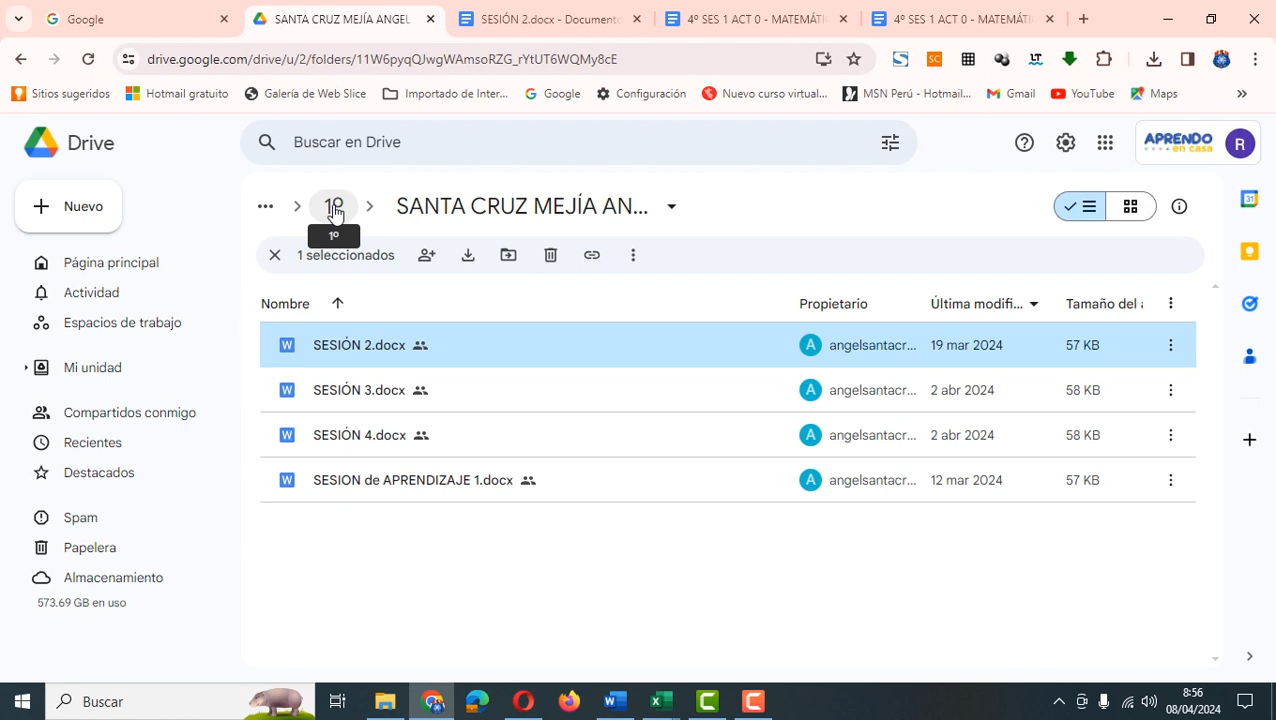 Google
SANTA CRUZ MEJÍA ANGEL
SESIÓN 2.docx - Documento
4º SES 1 ACT 0 - MATEMÁTI
4º SES 1 ACT 0 - MATEMÁTI
drive.google.com/drive/u/2/folders/11W6pyqQJwgWAmsoRZG_rYtUT6WQMy8cE
Sitios sugeridos
Hotmail gratuito
Galería de Web Slice
Importado de Inter...
Google
Configuración
Nuevo curso virtual...
MSN Perú - Hotmail...
Gmail
YouTube
Maps
Drive
Buscar en Drive
APRENDO en casa
R
Nuevo
1º
SANTA CRUZ MEJÍA AN...
1º
1 seleccionados
Página principal
Actividad
Espacios de trabajo
Mi unidad
Compartidos conmigo
Recientes
Destacados
Spam
Papelera
Almacenamiento
573.69 GB en uso
Nombre Propietario Última modifi... Tamaño del
SESIÓN 2.docx A angelsantacr... 19 mar 2024 57 KB
SESIÓN 3.docx A angelsantacr... 2 abr 2024 58 KB
SESIÓN 4.docx A angelsantacr... 2 abr 2024 58 KB
SESION de APRENDIZAJE 1.docx A angelsantacr... 12 mar 2024 57 KB
31
Buscar
8:56
08/04/2024